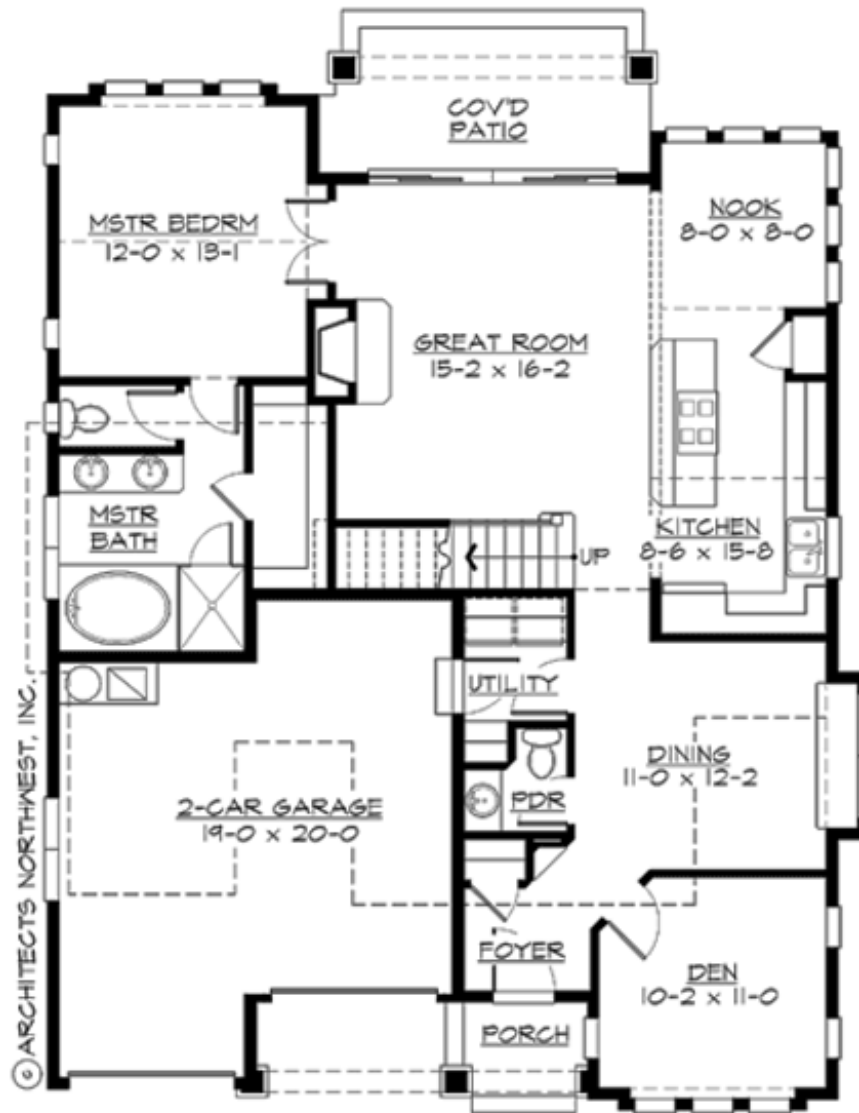 COV'D
PATIO
MSTR BEDRM
12-0 x 13-1
NOOK
8-0 x 8-0
GREAT ROOM
15-2 x 16-2
MSTR
BATH
KITCHEN
8-6 x 15-8
UP
UTILITY
DINING
11-0 x 12-2
2-CAR GARAGE
19-0 x 20-0
PDR
FOYER
DEN
10-2 x 11-0
PORCH
© ARCHITECTS NORTHWEST, INC.